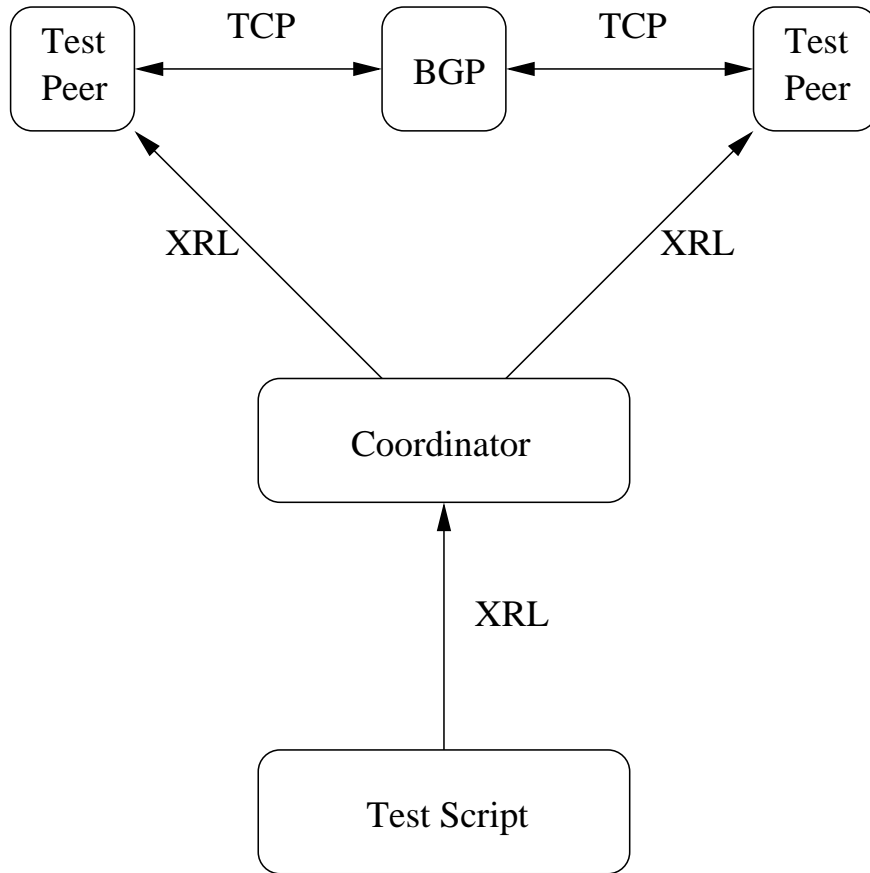 TCP
TCP
Test
Peer
BGP
Test
Peer
XRL
XRL
Coordinator
XRL
Test Script